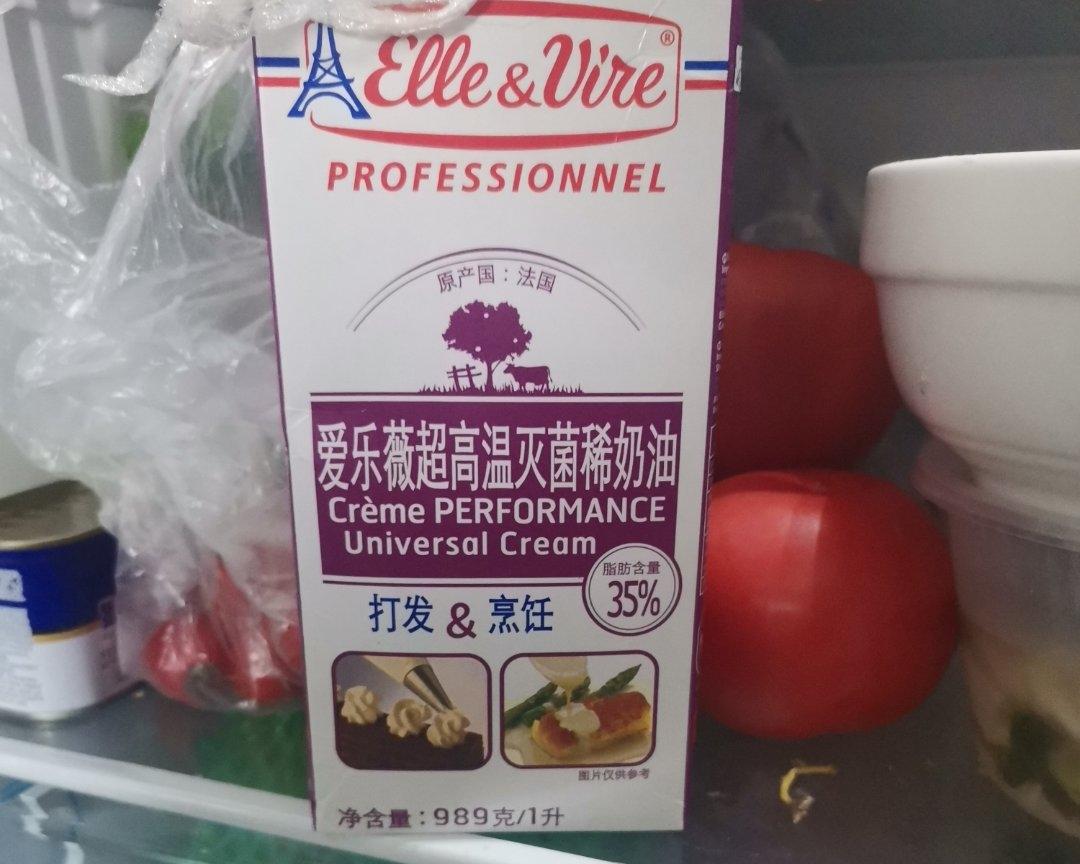 Elle&Vire®
PROFESSIONNEL
原产国：法国
爱乐薇超高温灭菌稀奶油
Crème PERFORMANCE
Universal Cream
脂肪含量
35%
打发 & 烹饪
图片仅供参考
净含量：989克/1升